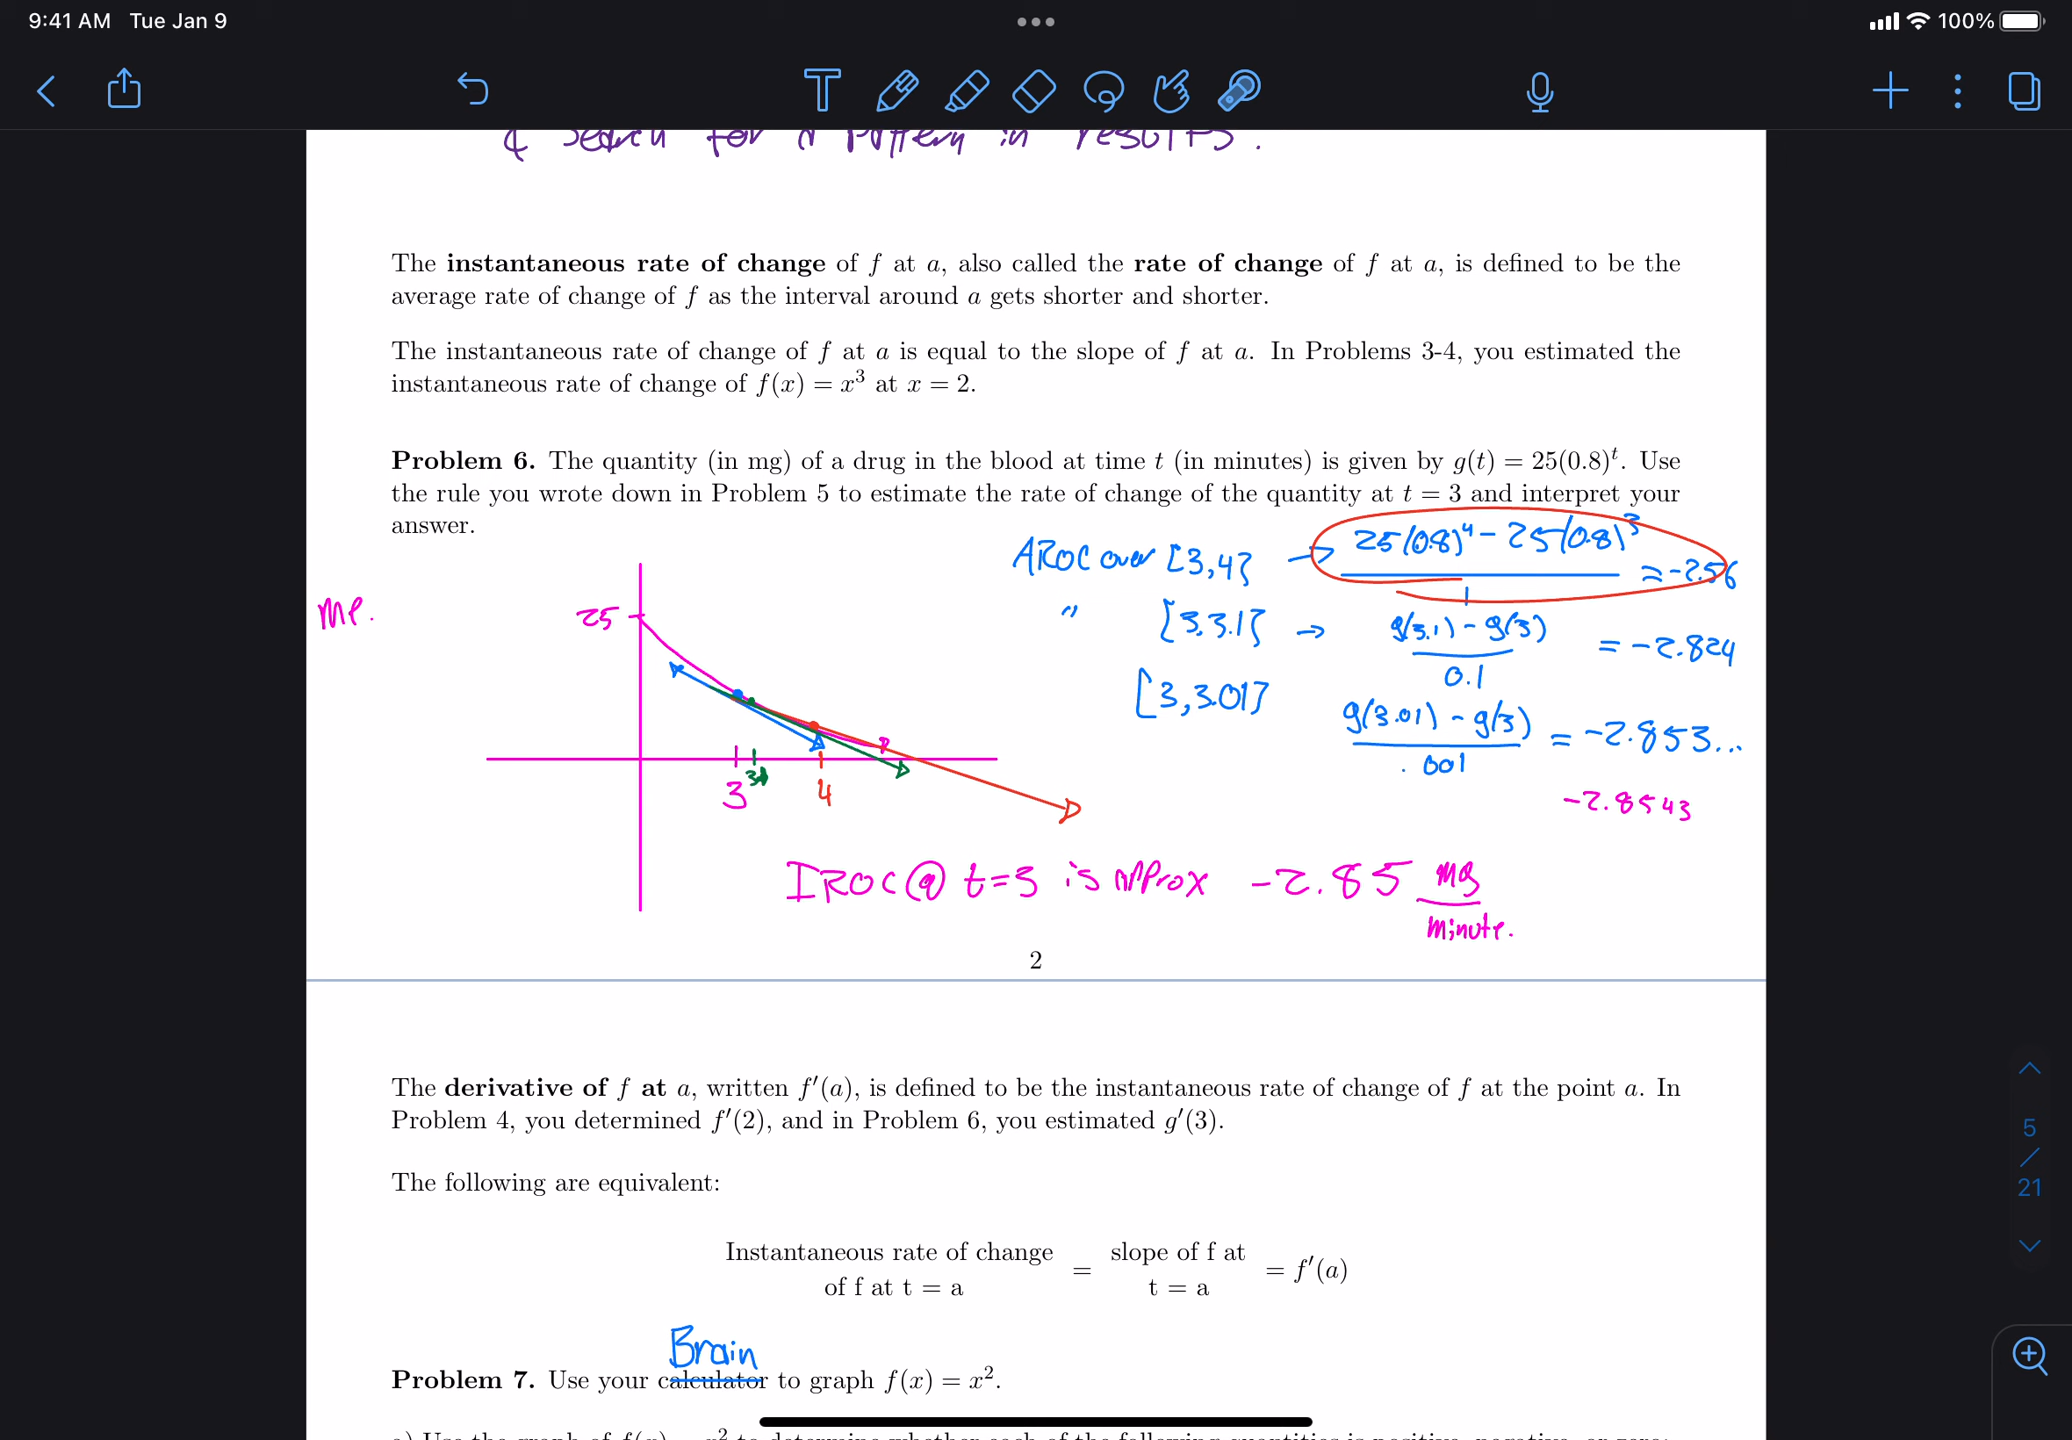 9:41 AM Tue Jan 9
100%
& search for a pattern in results.
The instantaneous rate of change of f at a, also called the rate of change of f at a, is defined to be the
average rate of change of f as the interval around a gets shorter and shorter.
The instantaneous rate of change of f at a is equal to the slope of f at a. In Problems 3-4, you estimated the
instantaneous rate of change of f(x) = x³ at x = 2.
Problem 6. The quantity (in mg) of a drug in the blood at time t (in minutes) is given by g(t) = 25(0.8)ᵗ. Use
the rule you wrote down in Problem 5 to estimate the rate of change of the quantity at t = 3 and interpret your
answer.
AROC over [3,4] → 25(0.8)⁴ - 25(0.8)³ / 1 = -2.56
me.
25
" [3,3.1] → g(3.1) - g(3) / 0.1 = -2.824
[3,3.01] g(3.01) - g(3) / .001 = -2.853...
3 4
-2.8543
IROC @ t=3 is approx -2.85 mg / minute.
2
The derivative of f at a, written f′(a), is defined to be the instantaneous rate of change of f at the point a. In
Problem 4, you determined f′(2), and in Problem 6, you estimated g′(3).
The following are equivalent:
Instantaneous rate of change of f at t = a = slope of f at t = a = f′(a)
Brain
Problem 7. Use your calculator to graph f(x) = x².
5
/
21